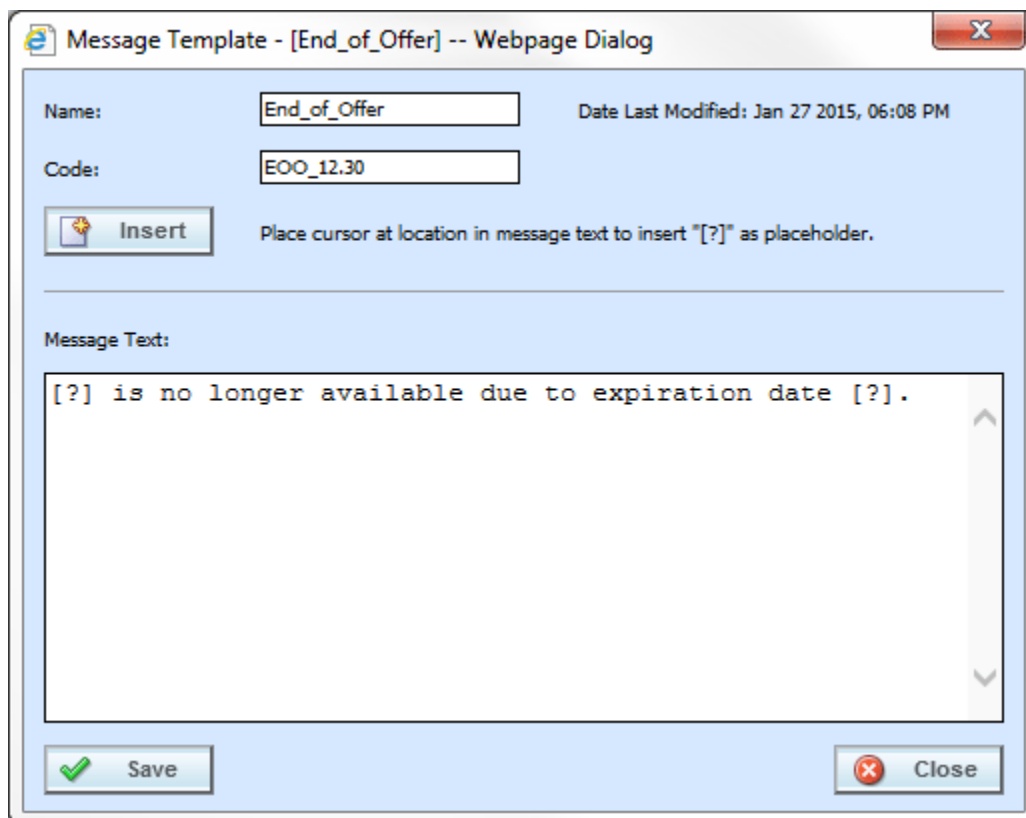 Message Template - [End_of_Offer] -- Webpage Dialog
Name:
End_of_Offer
Date Last Modified: Jan 27 2015, 06:08 PM
Code:
EOO_12.30
Insert
Place cursor at location in message text to insert "[?]" as placeholder.
Message Text:
[?] is no longer available due to expiration date [?].
Save
Close